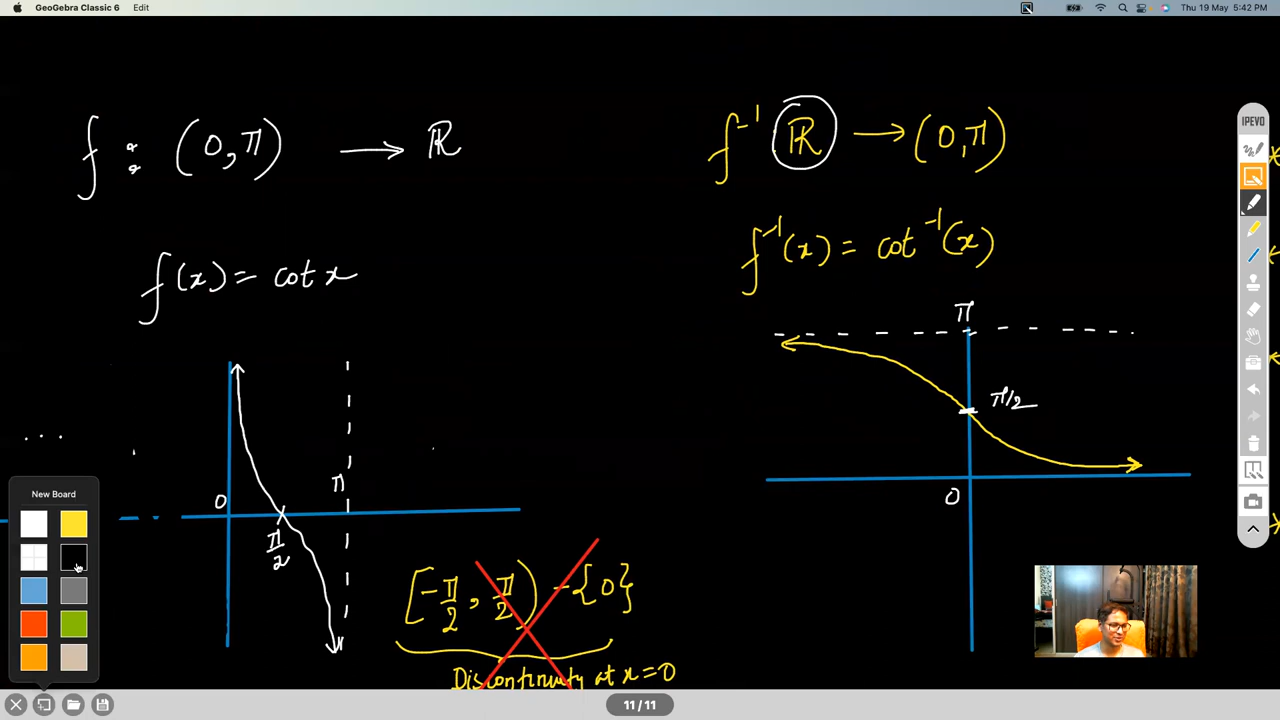 GeoGebra Classic 6 Edit Thu 19 May 5:42 PM
f : (0, π) → ℝ
f⁻¹ ℝ → (0, π)
IPEVO
f(x) = cot x
f⁻¹(x) = cot⁻¹(x)
π
π/2
0
0
π
π/2
...
New Board
[-π/2, π/2) - {0}
Discontinuity at x = 0
11 / 11